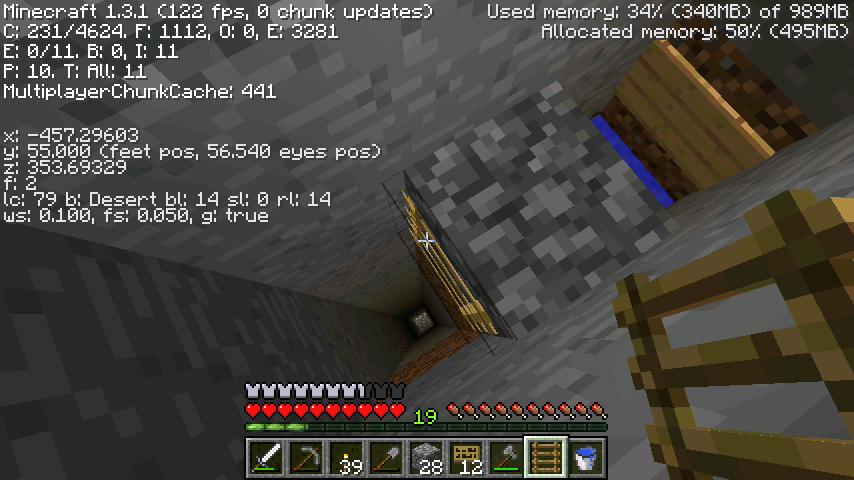 Minecraft 1.3.1 (122 fps, 0 chunk updates)
C: 231/4624. F: 1112, O: 0, E: 3281
E: 0/11. B: 0, I: 11
P: 10. T: All: 11
MultiplayerChunkCache: 441
Used memory: 34% (340MB) of 989MB
Allocated memory: 50% (495MB)
x: -457.29603
y: 55.000 (feet pos, 56.540 eyes pos)
z: 353.69329
f: 2
lc: 79 b: Desert bl: 14 sl: 0 rl: 14
ws: 0.100, fs: 0.050, g: true
19
39
28
12